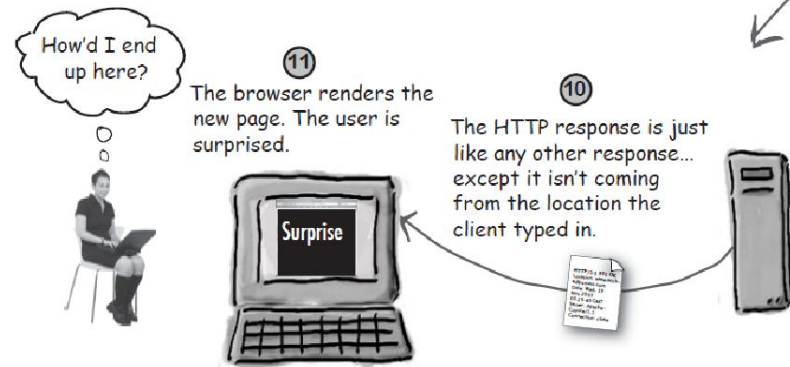 How'd I end
up here?
11
The browser renders the
new page. The user is
surprised.
10
The HTTP response is just
like any other response...
except it isn't coming
from the location the
client typed in.
Surprise